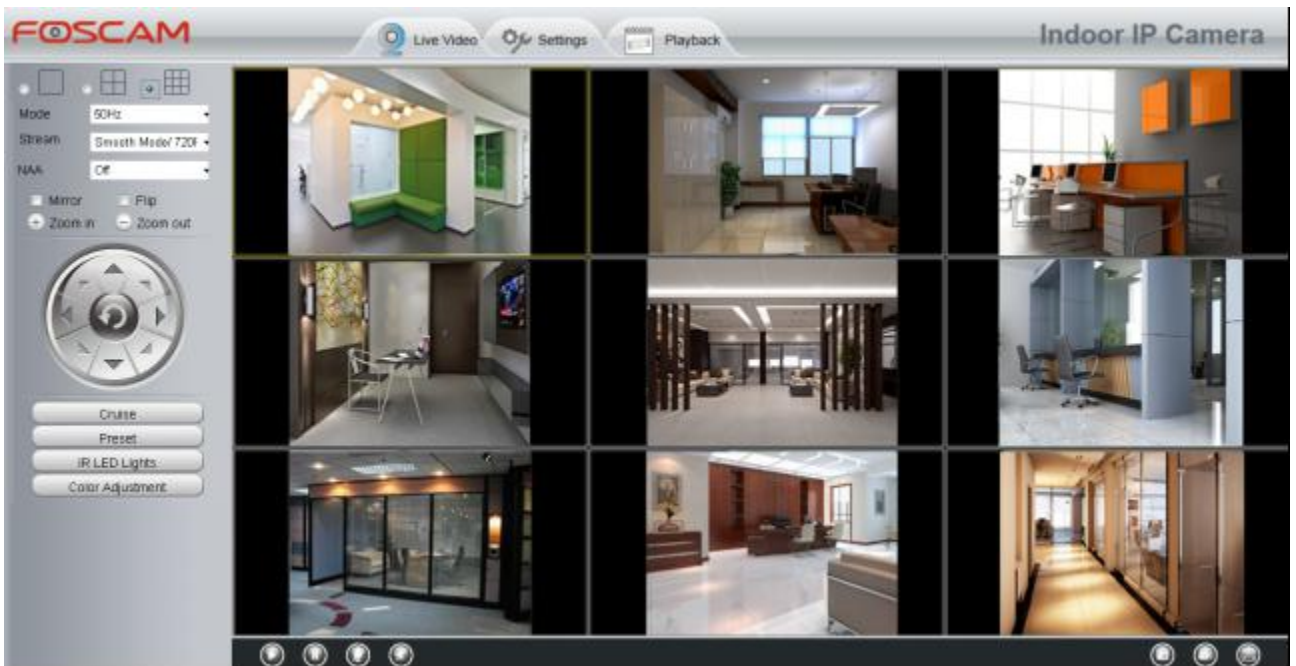 FOSCAM
Live Video
Settings
Playback
Indoor IP Camera
Mode
50Hz
Stream
Smooth Mode/ 720P
NAA
Off
Mirror
Flip
Zoom in
Zoom out
Cruise
Preset
IR LED Lights
Color Adjustment